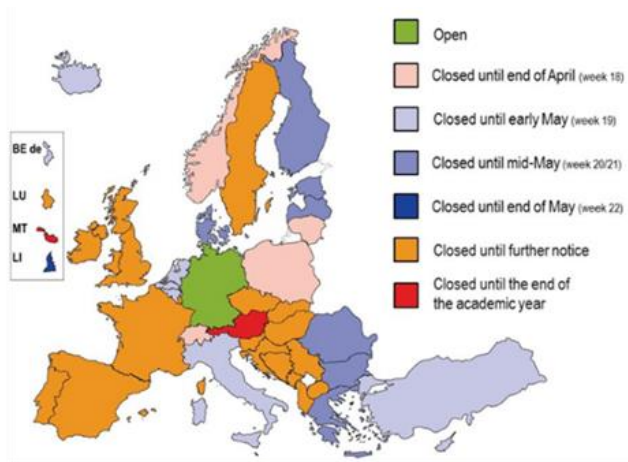 Open
Closed until end of April (week 18)
Closed until early May (week 19)
BE de
Closed until mid-May (week 20/21)
LU
Closed until end of May (week 22)
MT
LI
Closed until further notice
Closed until the end of
the academic year